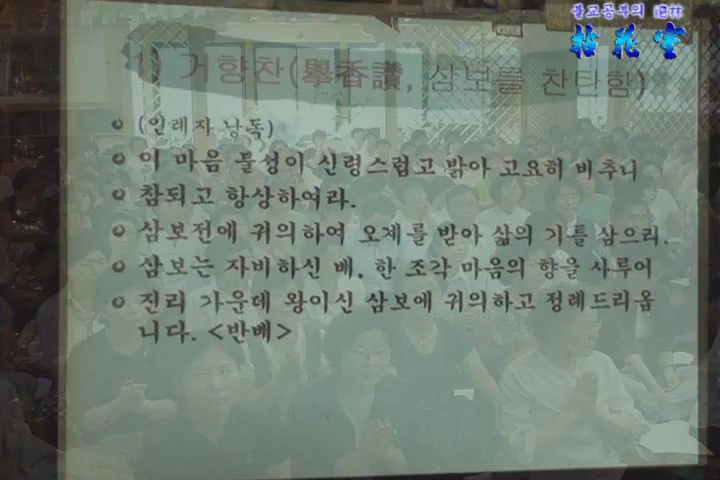 불교공부의 메카
拈花室
1) 거향찬(擧香讚, 삼보를 찬탄함)
(인례자 낭독)
이 마음 불성이 신령스럽고 밝아 고요히 비추니
참되고 항상하여라.
삼보전에 귀의하여 오계를 받아 삶의 기틀 삼으리.
삼보는 자비하신 배, 한 조각 마음의 향을 사루어
진리 가운데 왕이신 삼보에 귀의하고 정례드리옵
니다. <반배>